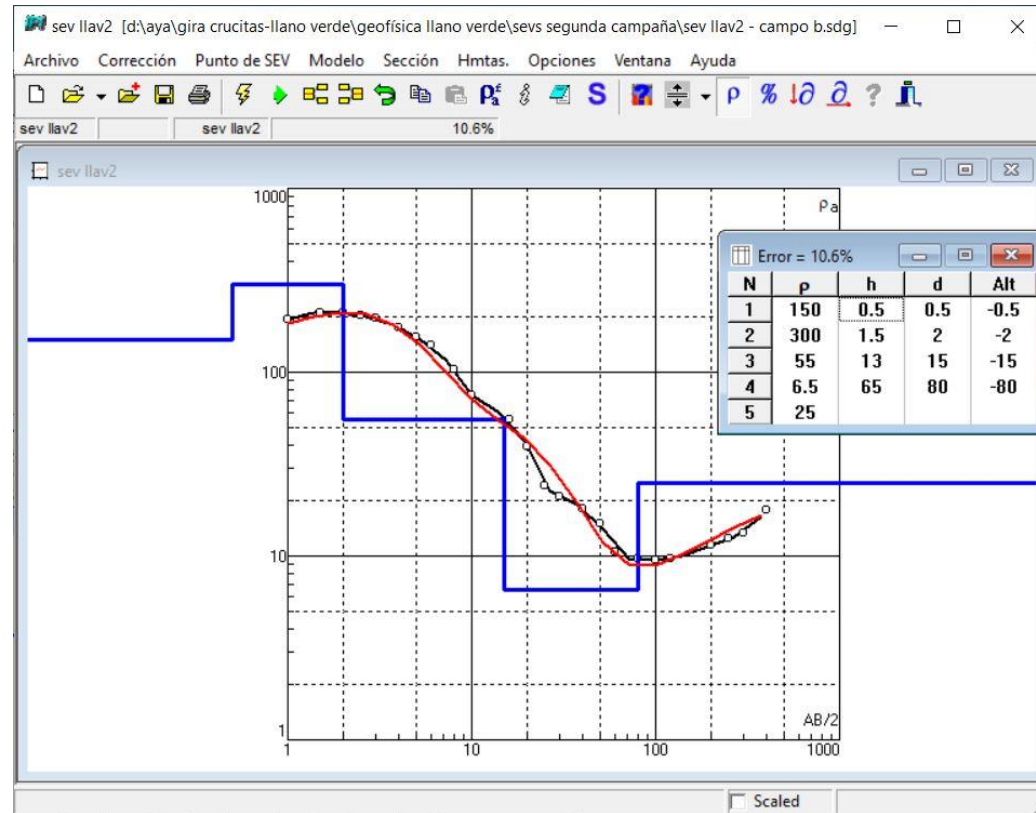 sev llav2 [d:\aya\gira crucitas-llano verde\geofísica llano verde\sevs segunda campaña\sev llav2 - campo b.sdg]
Archivo Corrección Punto de SEV Modelo Sección Hmtas. Opciones Ventana Ayuda
sev llav2 sev llav2 10.6%
sev llav2
1000
ρa
100
10
1
1 10 100 1000
AB/2
Error = 10.6%
N ρ h d Alt
1 150 0.5 0.5 -0.5
2 300 1.5 2 -2
3 55 13 15 -15
4 6.5 65 80 -80
5 25
Scaled